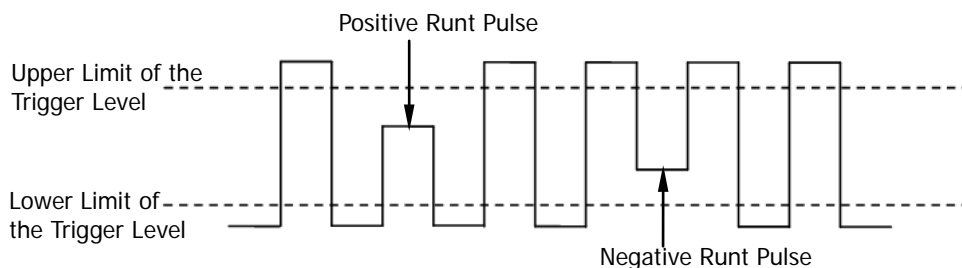 Positive Runt Pulse
Upper Limit of the
Trigger Level
Lower Limit of
the Trigger Level
Negative Runt Pulse